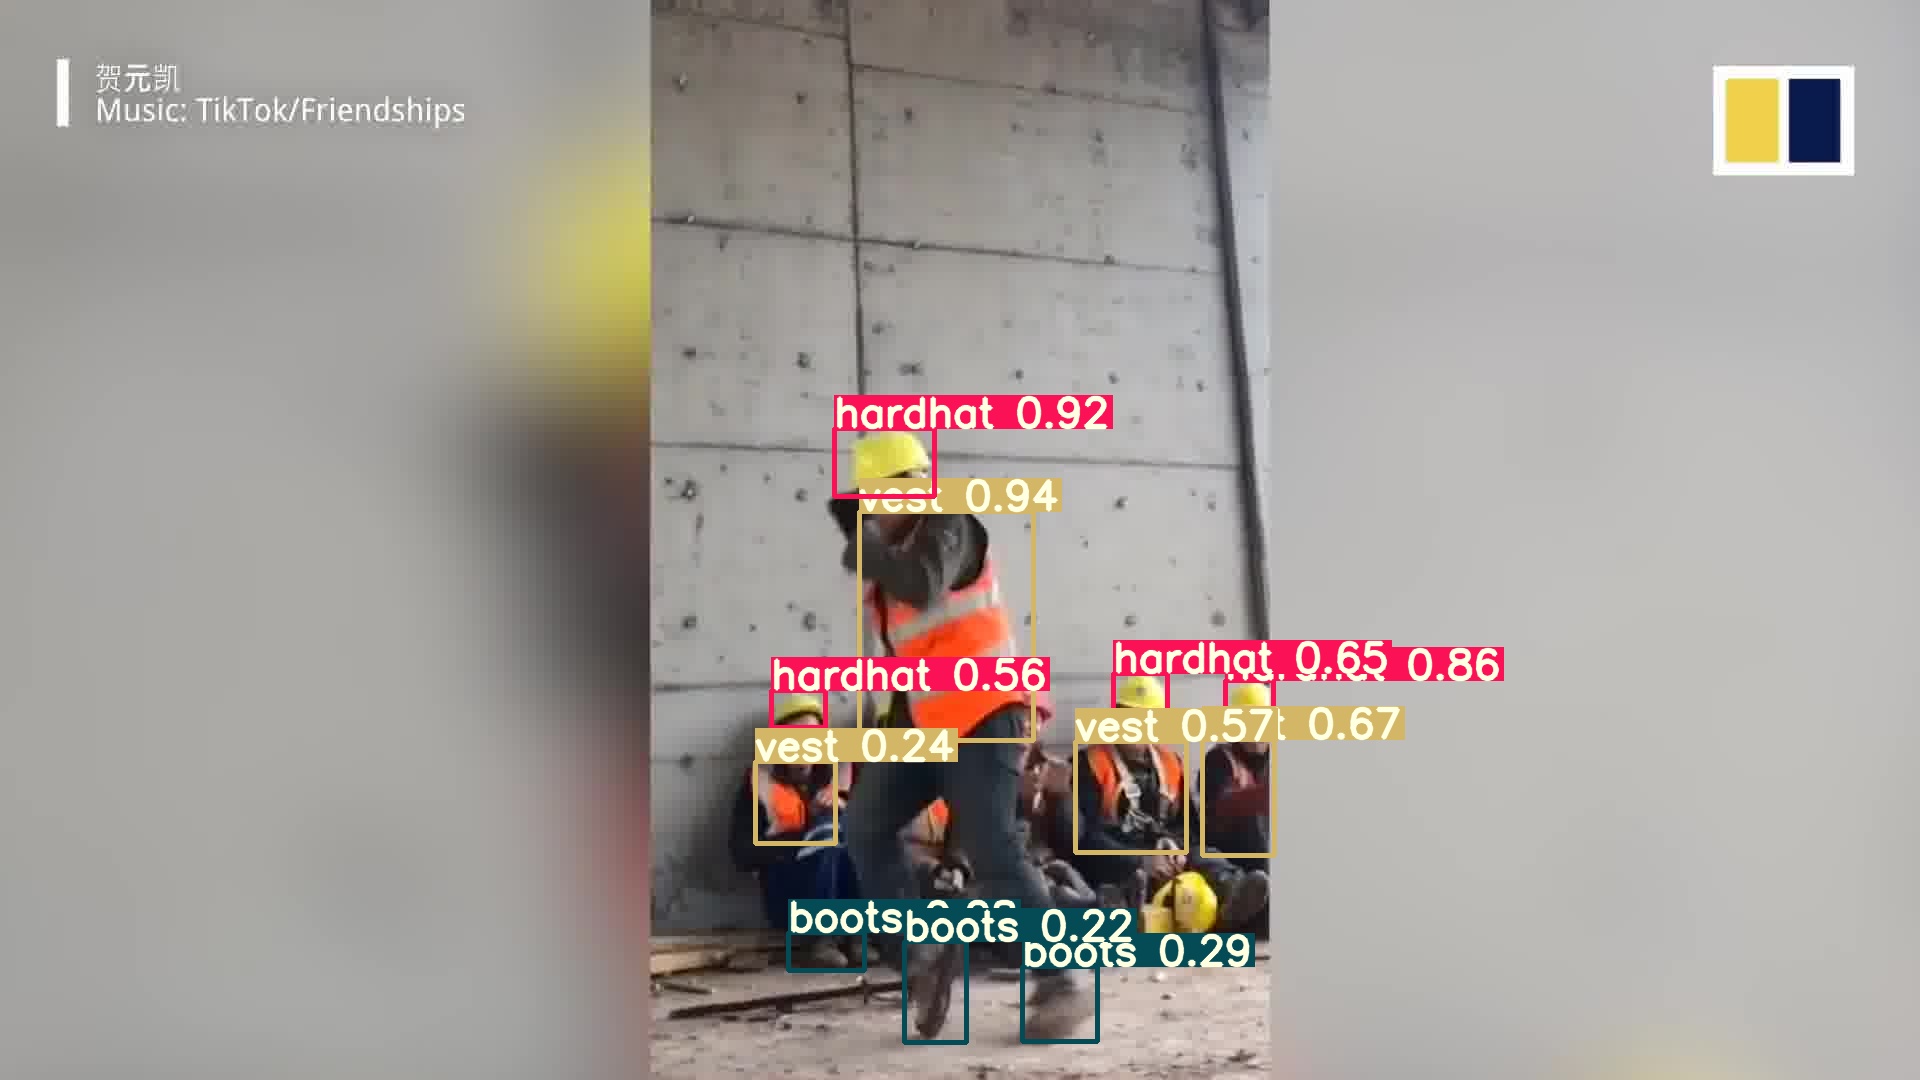 贺元凯
Music: TikTok/Friendships
hardhat 0.92
vest 0.94
hardhat 0.65
0.86
hardhat 0.56
vest 0.57
0.67
vest 0.24
boots
boots 0.22
boots 0.29